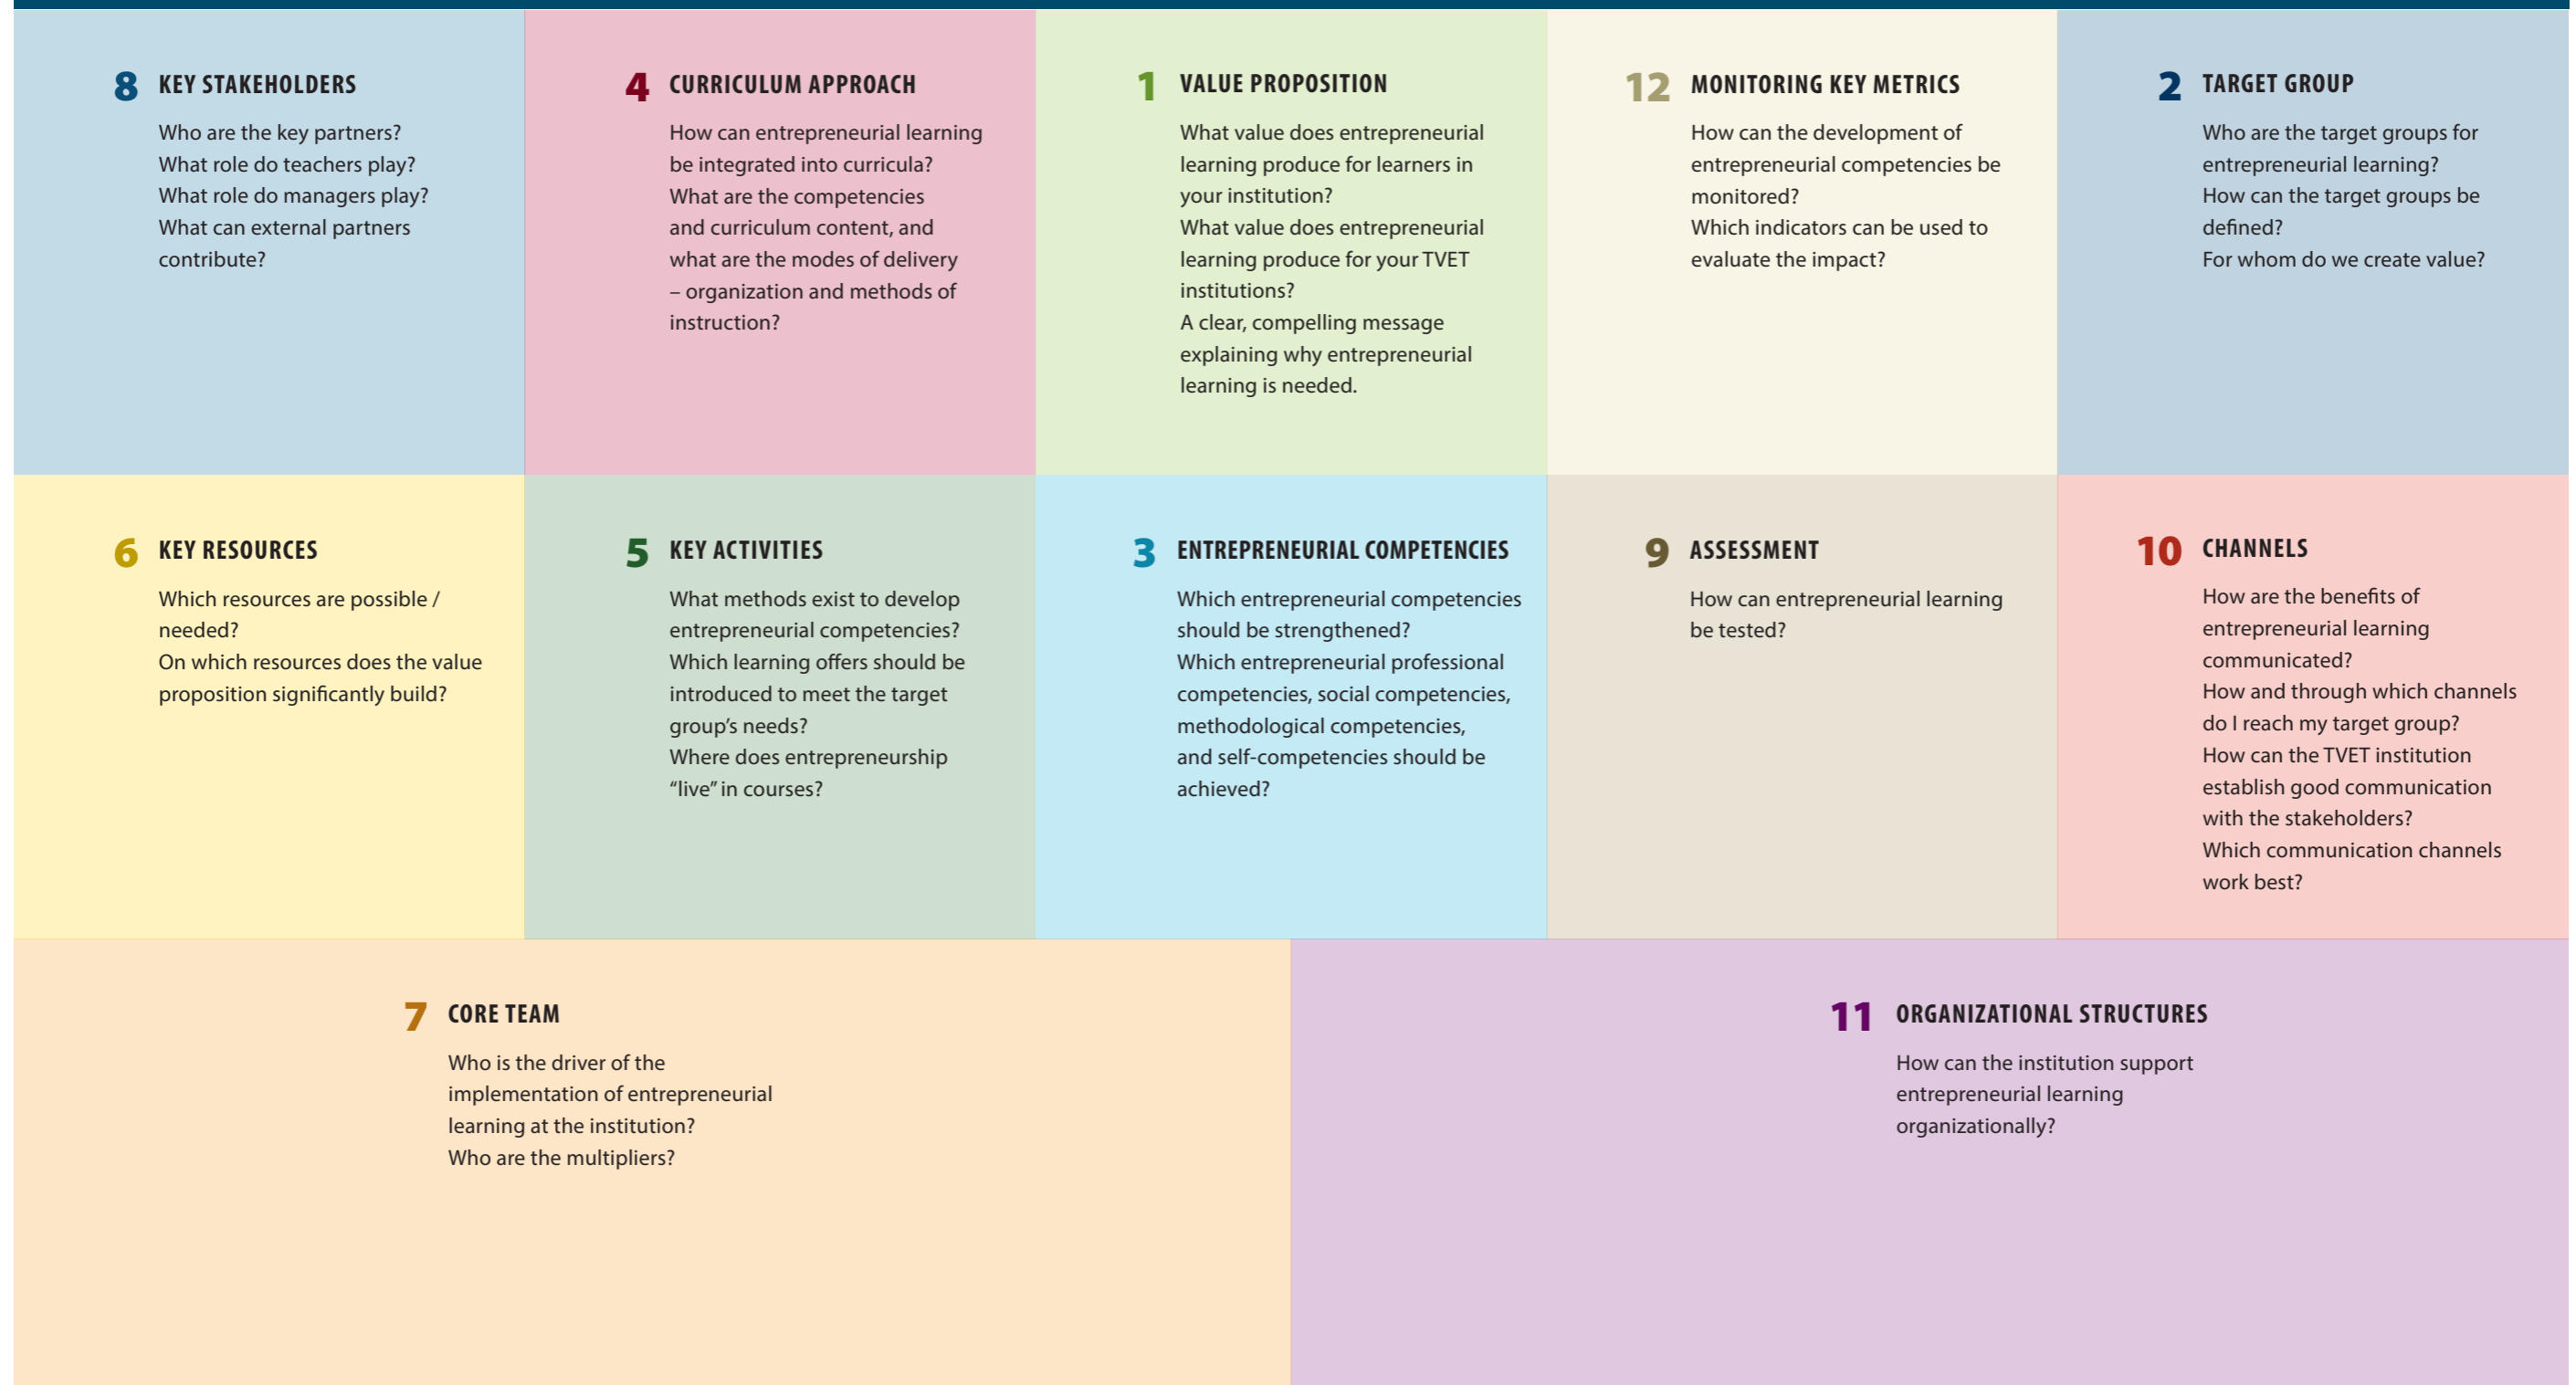 8 KEY STAKEHOLDERS
Who are the key partners?
What role do teachers play?
What role do managers play?
What can external partners
contribute?
4 CURRICULUM APPROACH
How can entrepreneurial learning
be integrated into curricula?
What are the competencies
and curriculum content, and
what are the modes of delivery
– organization and methods of
instruction?
1 VALUE PROPOSITION
What value does entrepreneurial
learning produce for learners in
your institution?
What value does entrepreneurial
learning produce for your TVET
institutions?
A clear, compelling message
explaining why entrepreneurial
learning is needed.
12 MONITORING KEY METRICS
How can the development of
entrepreneurial competencies be
monitored?
Which indicators can be used to
evaluate the impact?
2 TARGET GROUP
Who are the target groups for
entrepreneurial learning?
How can the target groups be
defined?
For whom do we create value?
6 KEY RESOURCES
Which resources are possible /
needed?
On which resources does the value
proposition significantly build?
5 KEY ACTIVITIES
What methods exist to develop
entrepreneurial competencies?
Which learning offers should be
introduced to meet the target
group’s needs?
Where does entrepreneurship
“live” in courses?
3 ENTREPRENEURIAL COMPETENCIES
Which entrepreneurial competencies
should be strengthened?
Which entrepreneurial professional
competencies, social competencies,
methodological competencies,
and self-competencies should be
achieved?
9 ASSESSMENT
How can entrepreneurial learning
be tested?
10 CHANNELS
How are the benefits of
entrepreneurial learning
communicated?
How and through which channels
do I reach my target group?
How can the TVET institution
establish good communication
with the stakeholders?
Which communication channels
work best?
7 CORE TEAM
Who is the driver of the
implementation of entrepreneurial
learning at the institution?
Who are the multipliers?
11 ORGANIZATIONAL STRUCTURES
How can the institution support
entrepreneurial learning
organizationally?